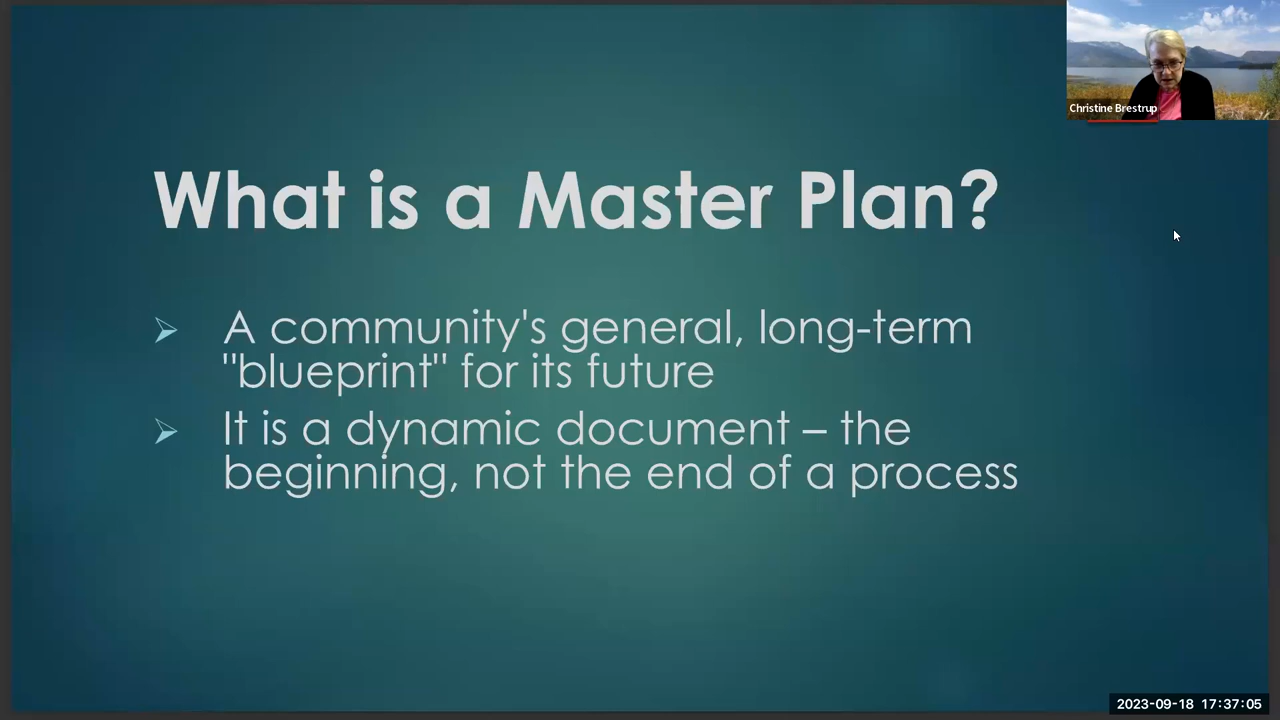 Christine Brestrup
What is a Master Plan?
A community's general, long-term
"blueprint" for its future
It is a dynamic document – the
beginning, not the end of a process
2023-09-18 17:37:05